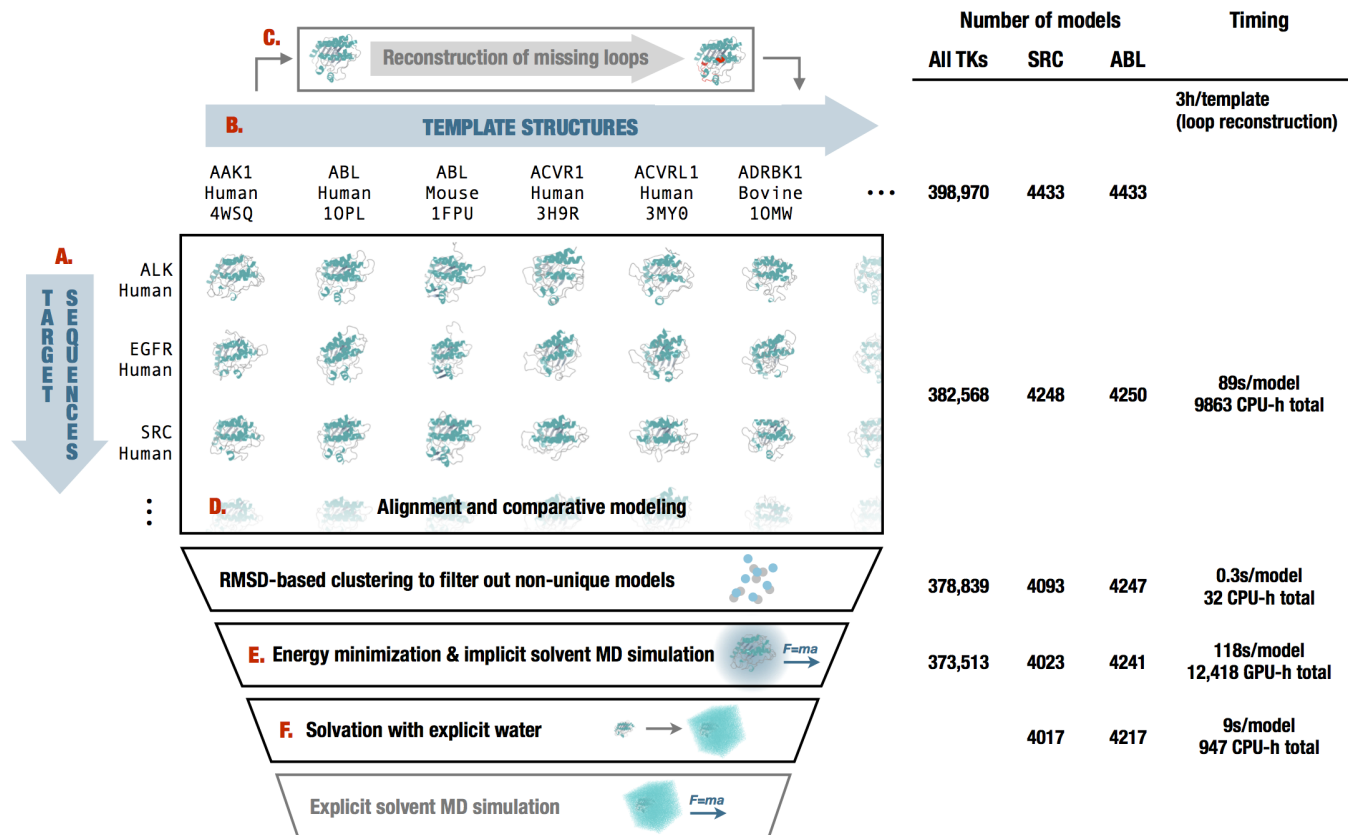 Number of models
Timing
All TKs
SRC
ABL
C.
Reconstruction of missing loops
3h/template
(loop reconstruction)
B.
TEMPLATE STRUCTURES
AAK1
Human
4WSQ
ABL
Human
1OPL
ABL
Mouse
1FPU
ACVR1
Human
3H9R
ACVRL1
Human
3MY0
ADRBK1
Bovine
1OMW
...
398,970
4433
4433
A.
TARGET
SEQUENCES
ALK
Human
EGFR
Human
SRC
Human
382,568
4248
4250
89s/model
9863 CPU-h total
D.
Alignment and comparative modeling
RMSD-based clustering to filter out non-unique models
378,839
4093
4247
0.3s/model
32 CPU-h total
E.
Energy minimization & implicit solvent MD simulation
F=ma
373,513
4023
4241
118s/model
12,418 GPU-h total
F.
Solvation with explicit water
4017
4217
9s/model
947 CPU-h total
Explicit solvent MD simulation
F=ma